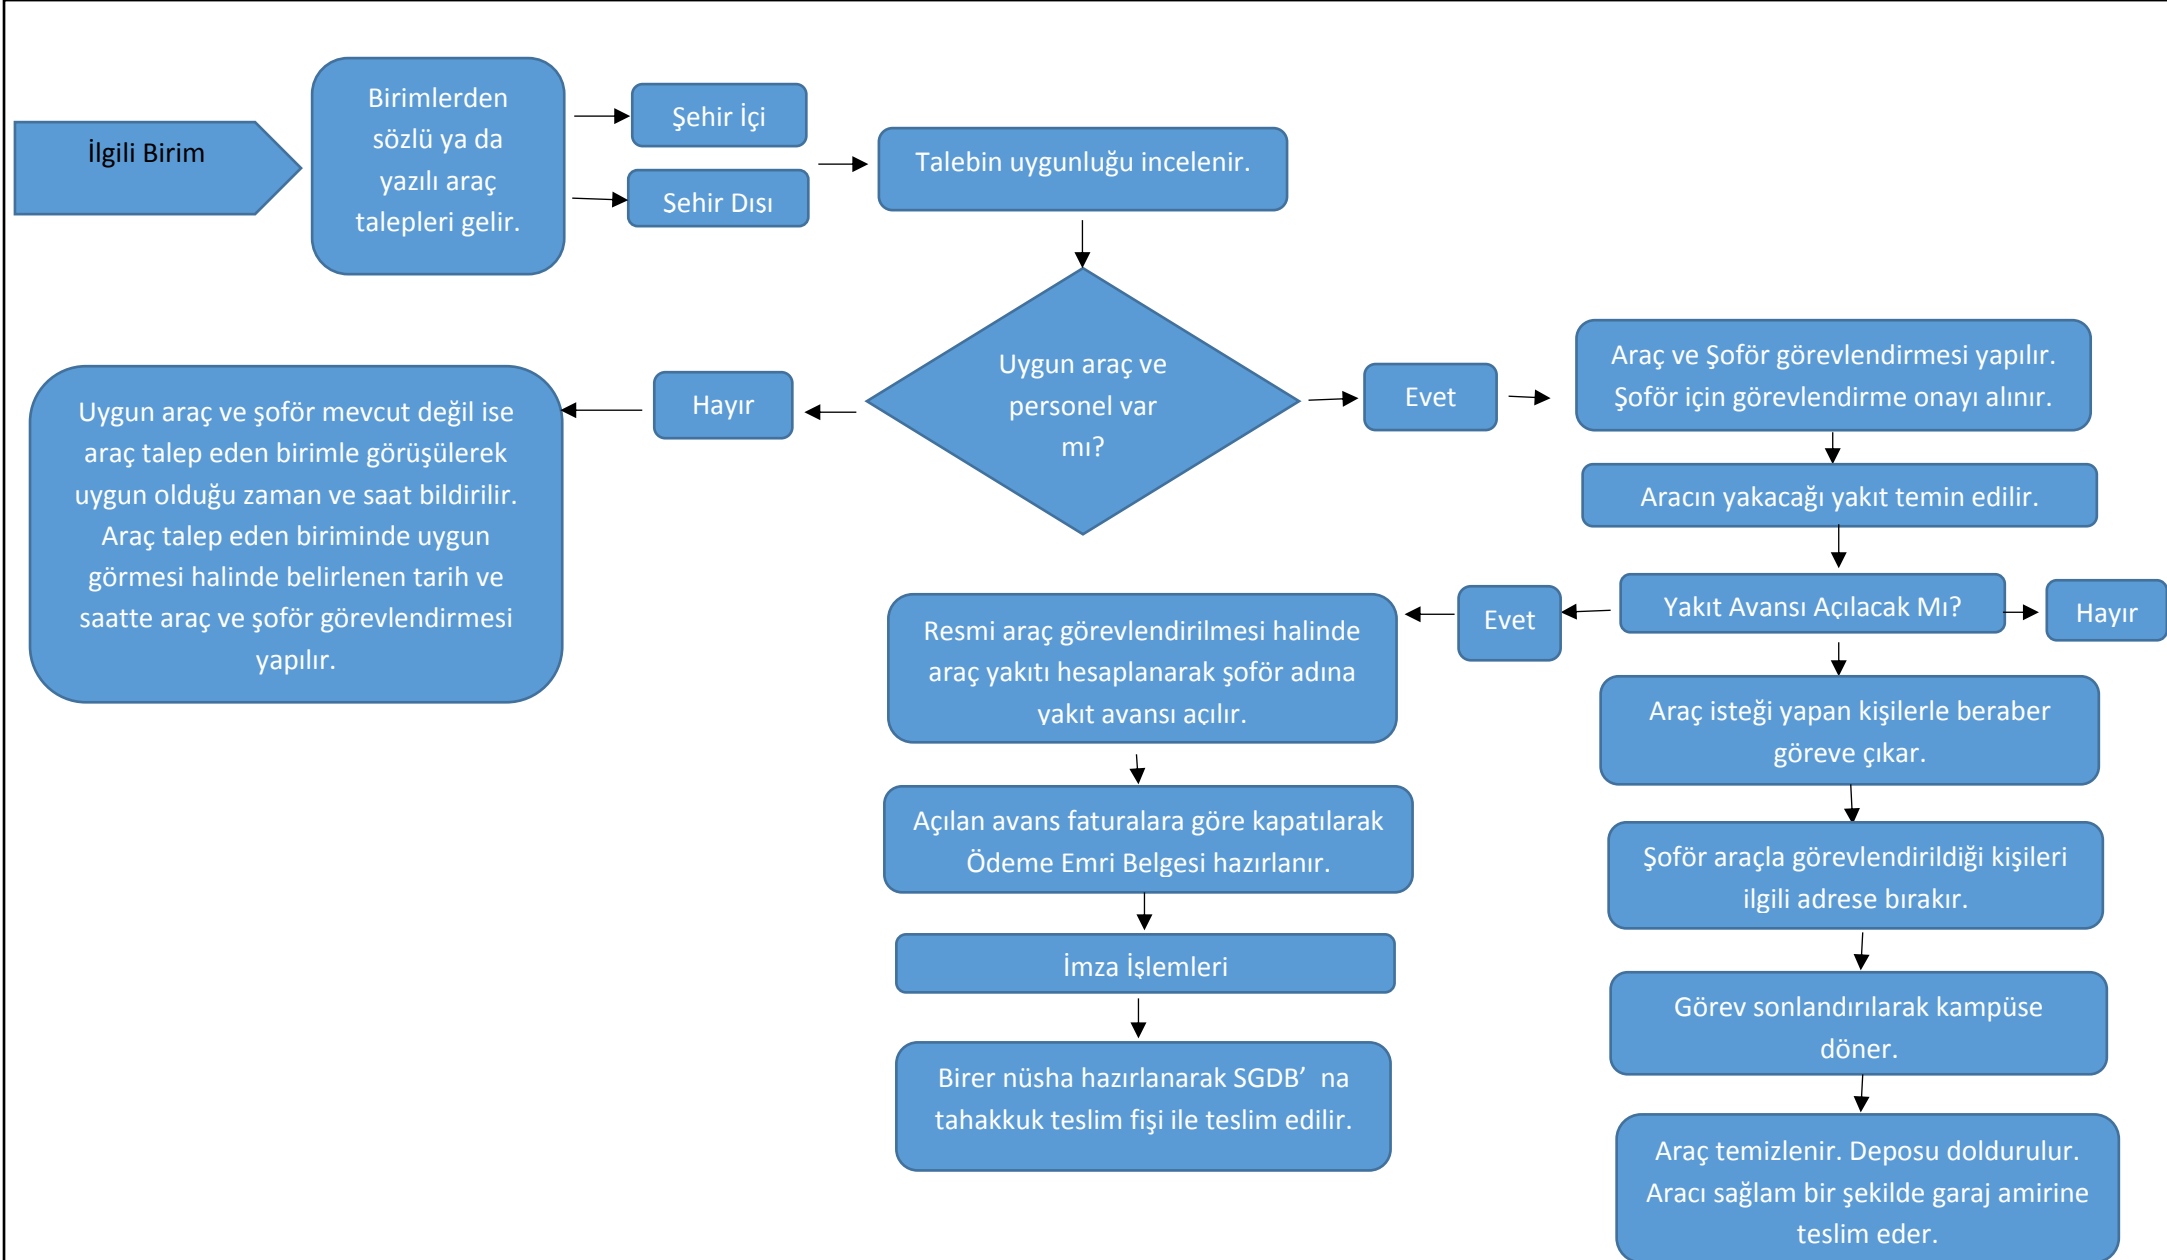 İlgili Birim
Birimlerden
sözlü ya da
yazılı araç
talepleri gelir.
Şehir İçi
Şehir Dışı
Talebin uygunluğu incelenir.
Uygun araç ve
personel var
mı?
Hayır
Uygun araç ve şoför mevcut değil ise
araç talep eden birimle görüşülerek
uygun olduğu zaman ve saat bildirilir.
Araç talep eden biriminde uygun
görmesi halinde belirlenen tarih ve
saatte araç ve şoför görevlendirmesi
yapılır.
Evet
Araç ve Şoför görevlendirmesi yapılır.
Şoför için görevlendirme onayı alınır.
Aracın yakacağı yakıt temin edilir.
Yakıt Avansı Açılacak Mı?
Hayır
Evet
Resmi araç görevlendirilmesi halinde
araç yakıtı hesaplanarak şoför adına
yakıt avansı açılır.
Açılan avans faturalara göre kapatılarak
Ödeme Emri Belgesi hazırlanır.
İmza İşlemleri
Birer nüsha hazırlanarak SGDB’ na
tahakkuk teslim fişi ile teslim edilir.
Araç isteği yapan kişilerle beraber
göreve çıkar.
Şoför araçla görevlendirildiği kişileri
ilgili adrese bırakır.
Görev sonlandırılarak kampüse
döner.
Araç temizlenir. Deposu doldurulur.
Aracı sağlam bir şekilde garaj amirine
teslim eder.